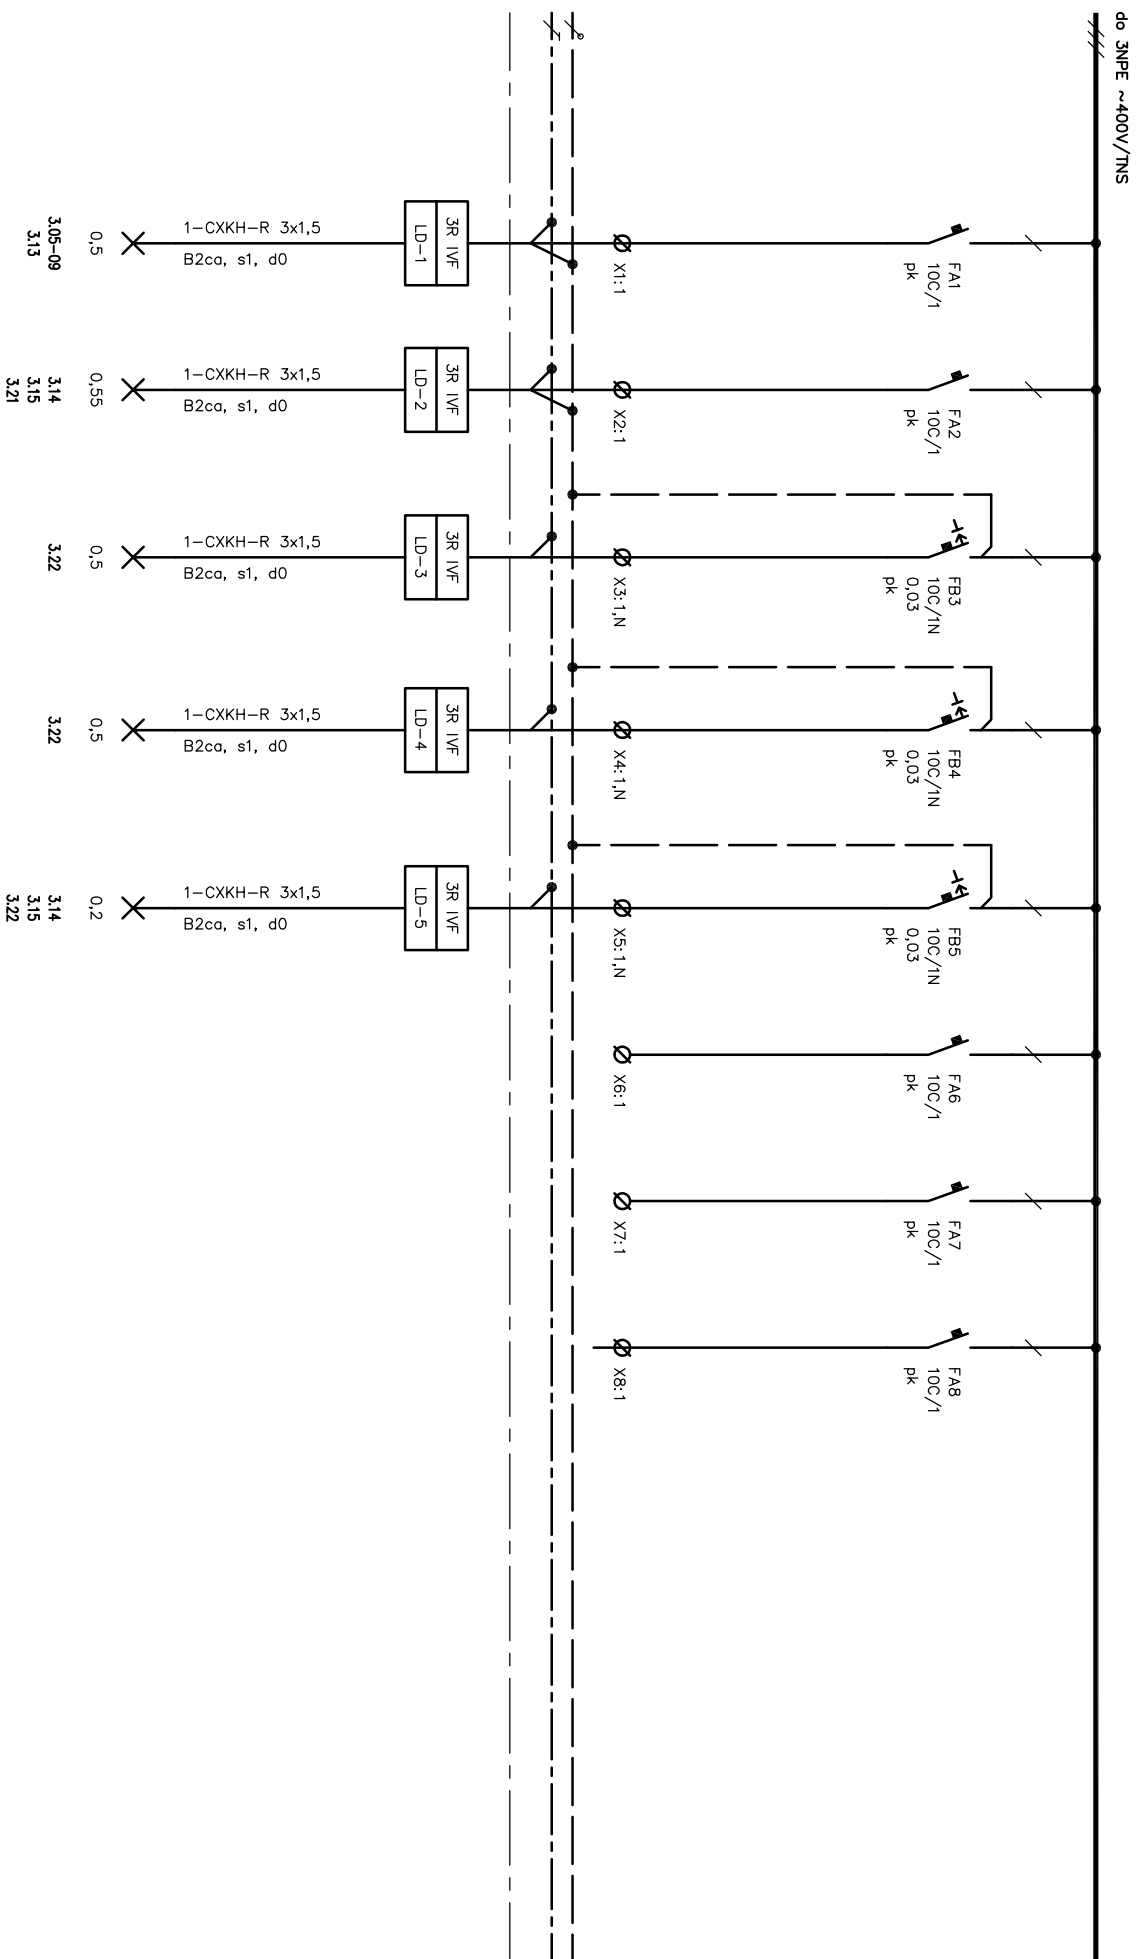 do 3NPE ~400V/TNS
FA1
10C/1
pk
X1:1
3R IVF
LD-1
1-CXKH-R 3x1,5
B2ca, s1, d0
0,5
3.05-09
3.13
FA2
10C/1
pk
X2:1
3R IVF
LD-2
1-CXKH-R 3x1,5
B2ca, s1, d0
0,55
3.14
3.15
3.21
FB3
10C/1N
0,03
pk
X3:1,N
3R IVF
LD-3
1-CXKH-R 3x1,5
B2ca, s1, d0
0,5
3.22
FB4
10C/1N
0,03
pk
X4:1,N
3R IVF
LD-4
1-CXKH-R 3x1,5
B2ca, s1, d0
0,5
3.22
FB5
10C/1N
0,03
pk
X5:1,N
3R IVF
LD-5
1-CXKH-R 3x1,5
B2ca, s1, d0
0,2
3.14
3.15
3.22
FA6
10C/1
pk
X6:1
FA7
10C/1
pk
X7:1
FA8
10C/1
pk
X8:1